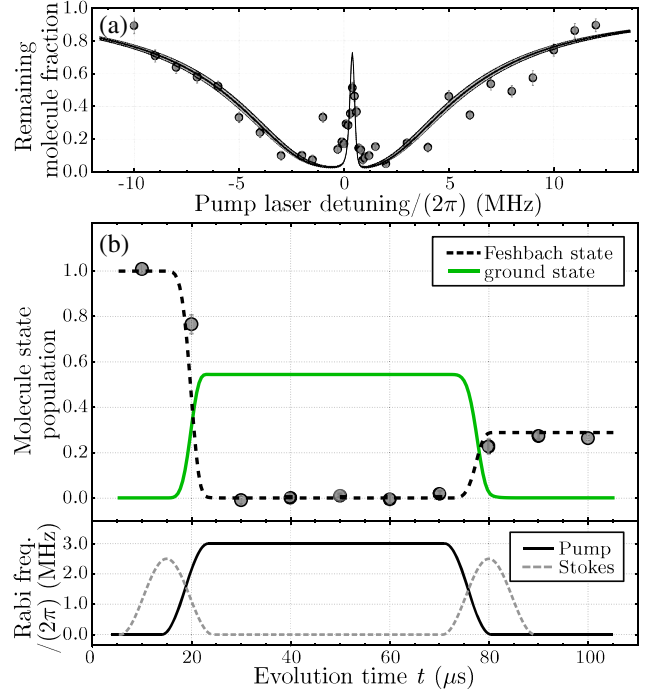 (a)
Remaining
molecule fraction
1.0
0.8
0.6
0.4
0.2
0.0
-10
-5
0
5
10
Pump laser detuning/(2π) (MHz)
(b)
Feshbach state
ground state
Molecule state
population
1.0
0.8
0.6
0.4
0.2
0.0
Rabi freq.
/(2π) (MHz)
3.0
2.0
1.0
0.0
Pump
Stokes
0
20
40
60
80
100
Evolution time t (μs)